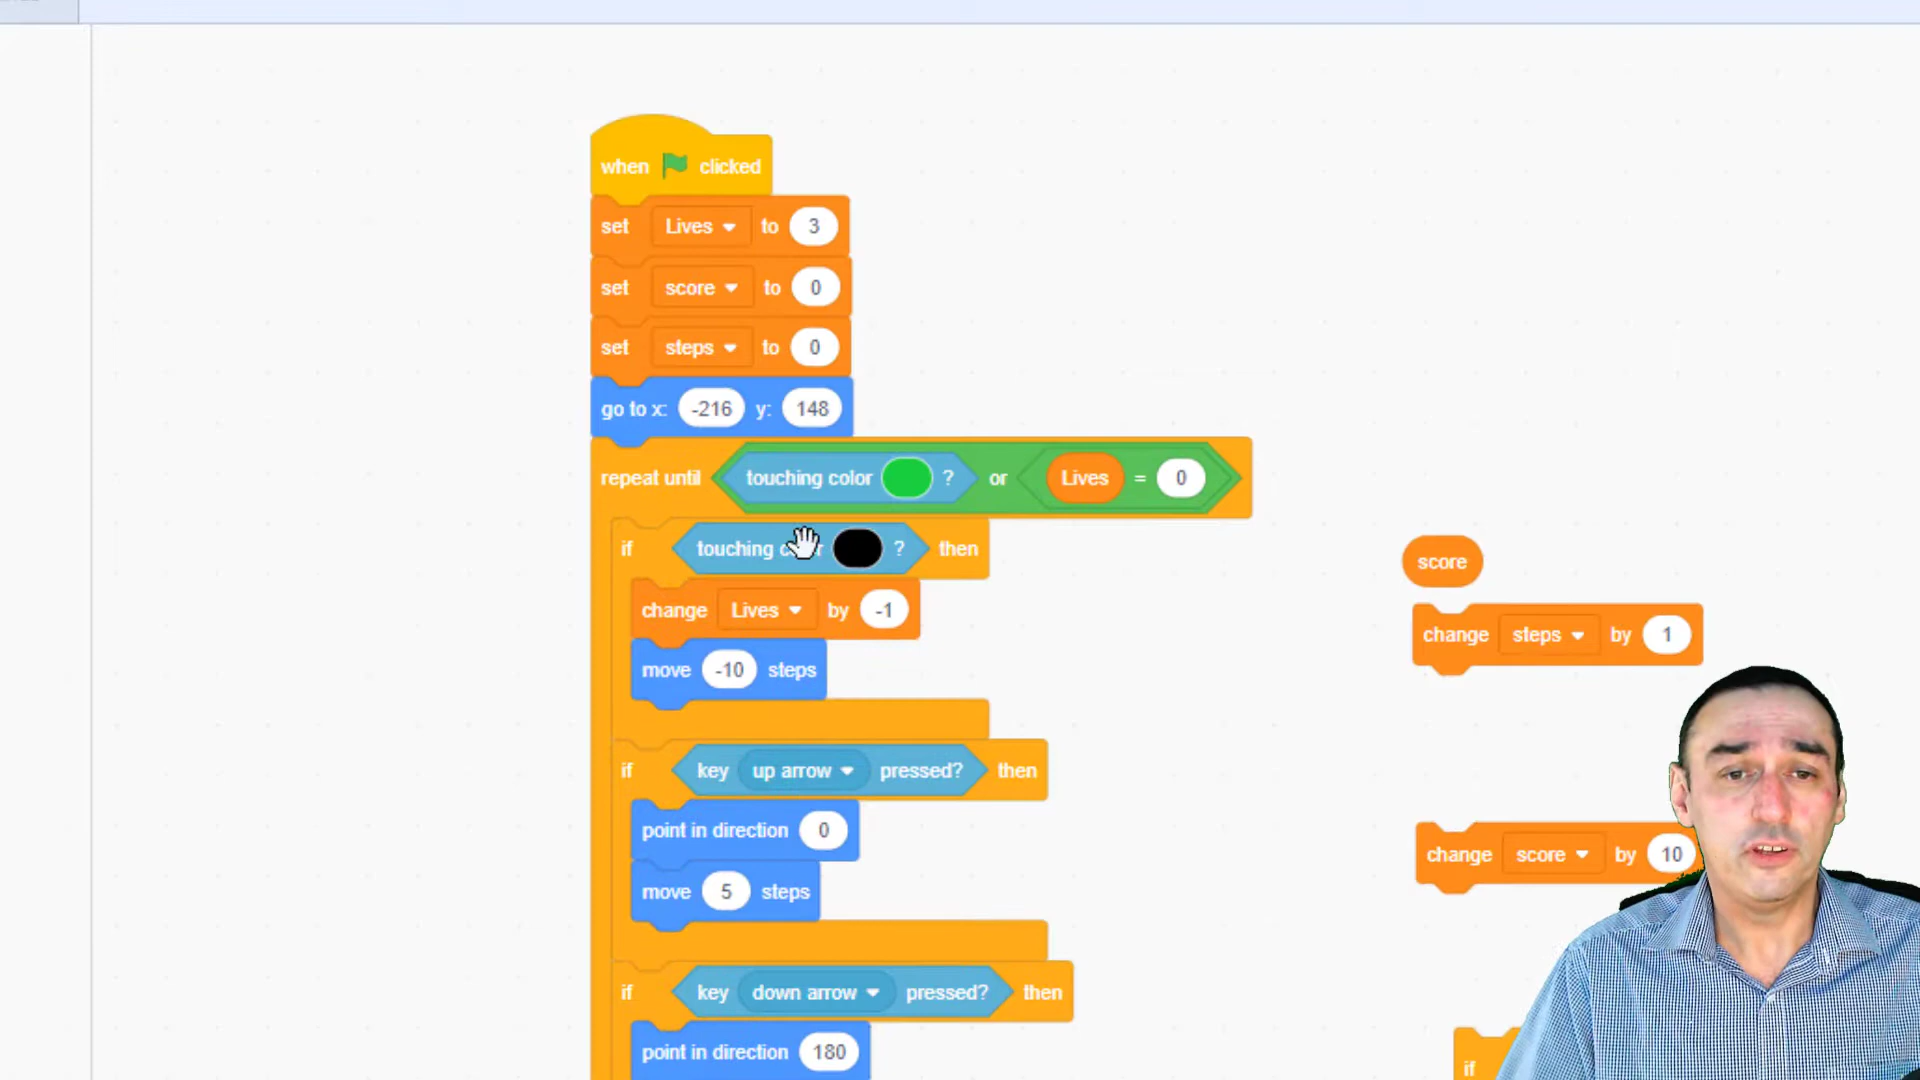 when clicked
set Lives to 3
set score to 0
set steps to 0
go to x: -216 y: 148
repeat until touching color ? or Lives = 0
if touching ? then
change Lives by -1
move -10 steps
if key up arrow pressed? then
point in direction 0
move 5 steps
if key down arrow pressed? then
point in direction 180
score
change steps by 1
change score by 10
if